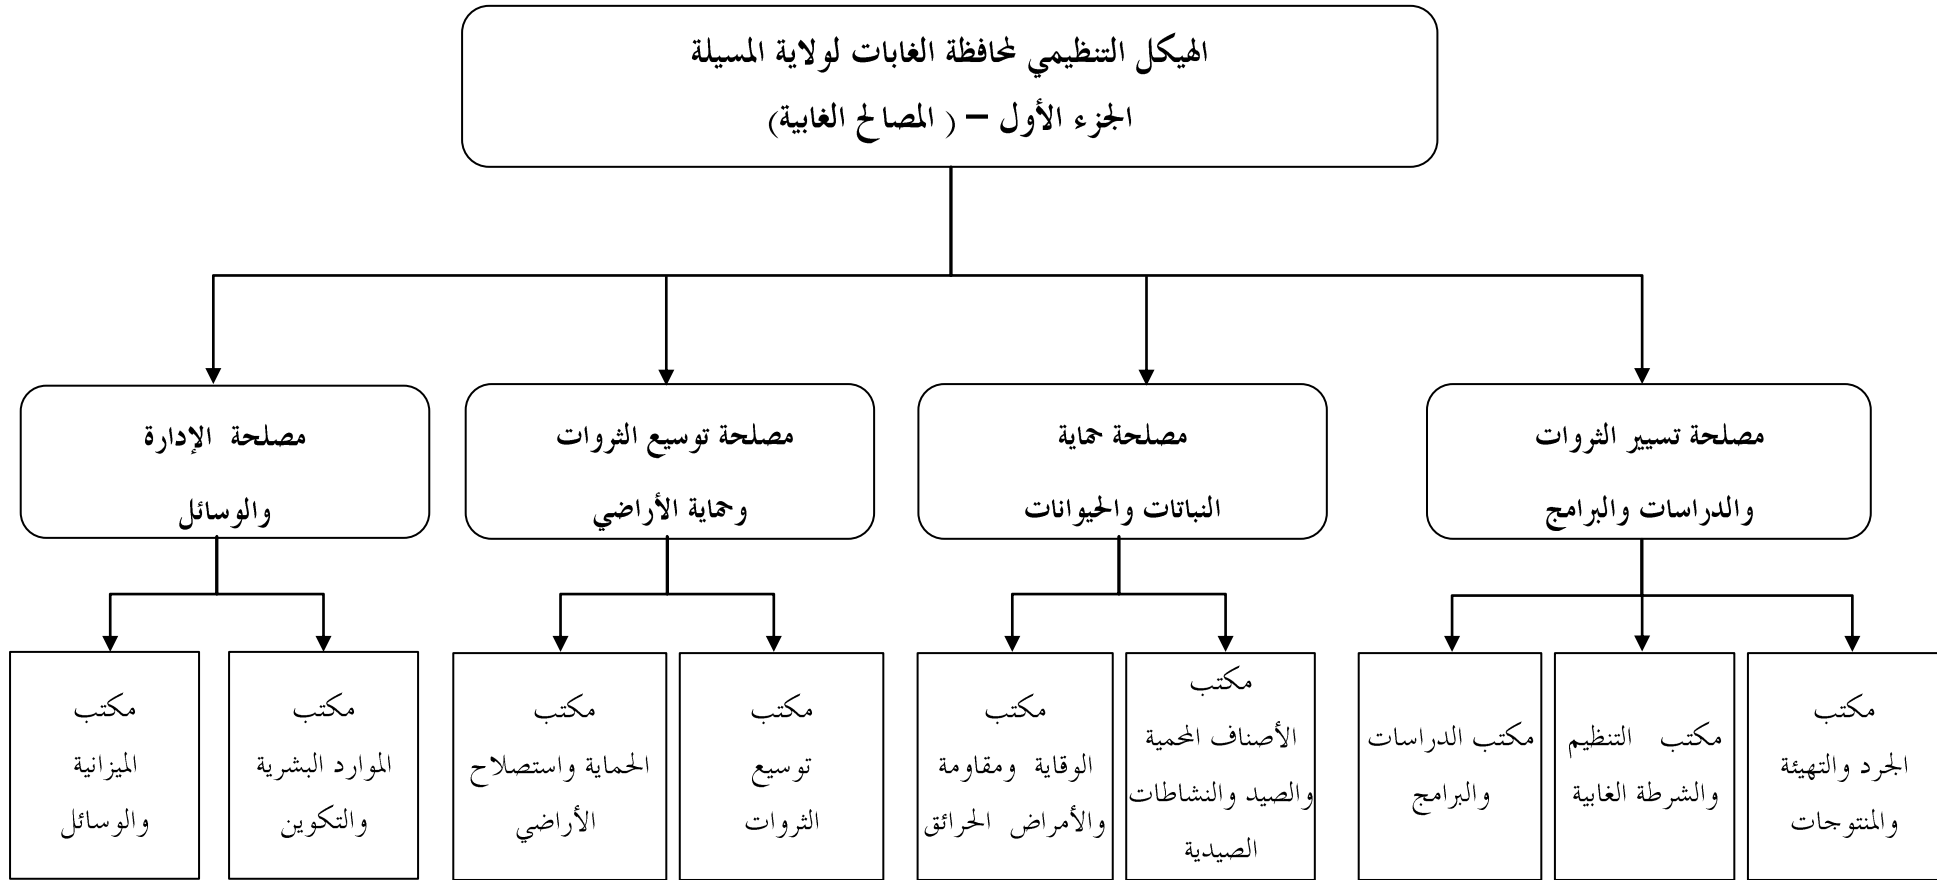 الهيكل التنظيمي لمحافظة الغابات لولاية المسيلة
الجزء الأول – ( المصالح الغابية)
مصلحة تسيير الثروات
والدراسات والبرامج
مصلحة حماية
النباتات والحيوانات
مصلحة توسيع الثروات
وحماية الأراضي
مصلحة الإدارة
والوسائل
مكتب
الجرد والتهيئة
والمنتوجات
مكتب التنظيم
والشرطة الغابية
مكتب الدراسات
والبرامج
مكتب
الأصناف المحمية
والصيد والنشاطات
الصيدية
مكتب
الوقاية ومقاومة
والأمراض الحرائق
مكتب
توسيع
الثروات
مكتب
الحماية واستصلاح
الأراضي
مكتب
الموارد البشرية
والتكوين
مكتب
الميزانية
والوسائل